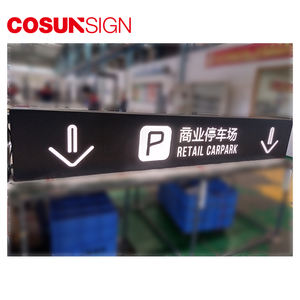 COSUNSIGN
P
商业停车场
RETAIL CARPARK